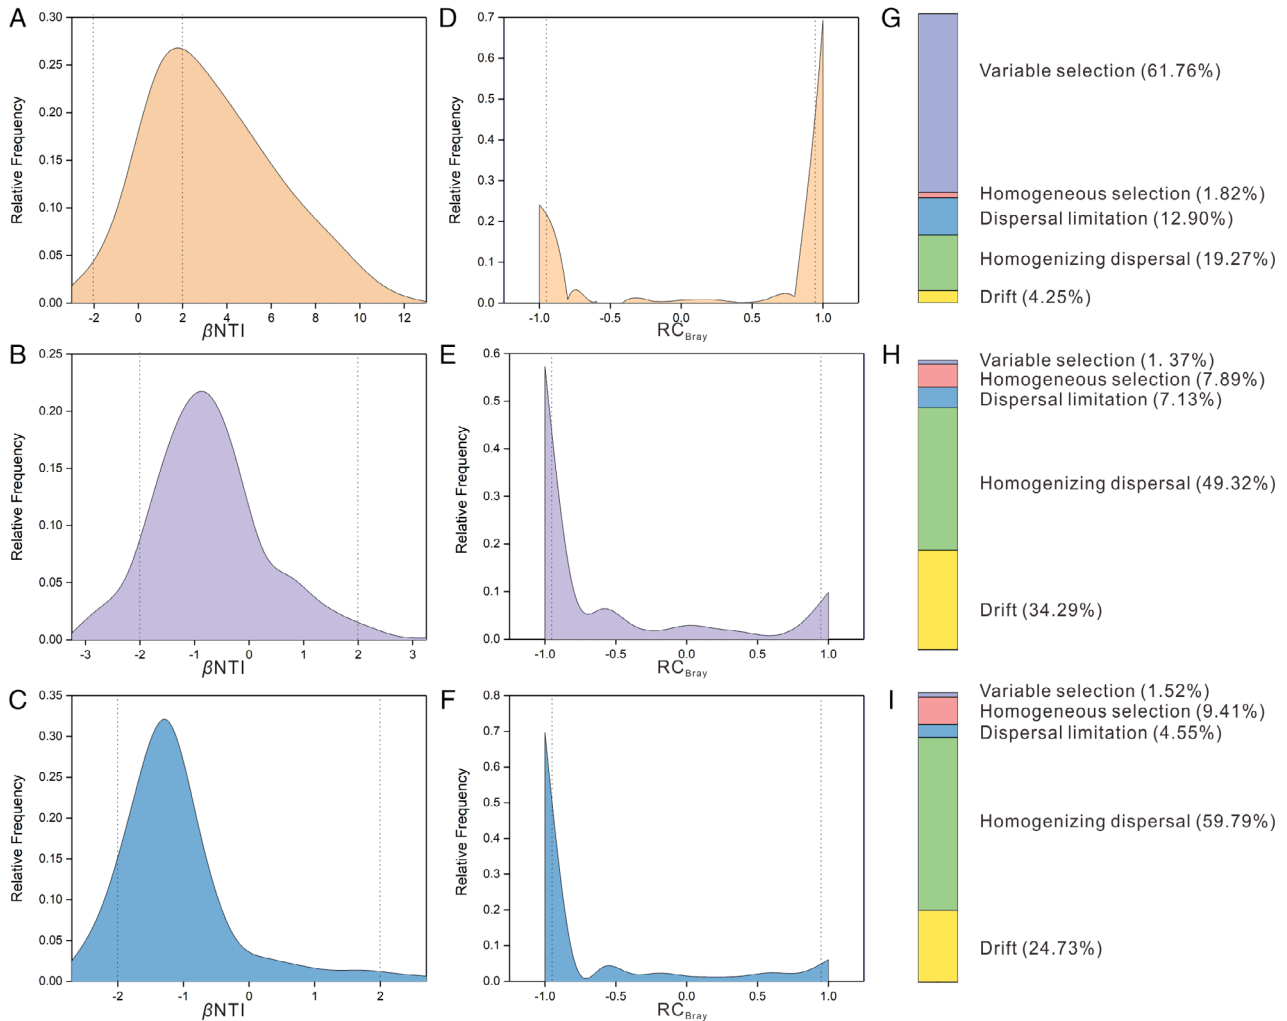 A
0.30
0.25
0.20
0.15
0.10
0.05
0.00
Relative Frequency
-2 0 2 4 6 8 10 12
βNTI
D
0.7
0.6
0.5
0.4
0.3
0.2
0.1
0.0
Relative Frequency
-1.0 -0.5 0.0 0.5 1.0
RCBray
G
Variable selection (61.76%)
Homogeneous selection (1.82%)
Dispersal limitation (12.90%)
Homogenizing dispersal (19.27%)
Drift (4.25%)
B
0.25
0.20
0.15
0.10
0.05
0.00
Relative Frequency
-3 -2 -1 0 1 2 3
βNTI
E
0.6
0.5
0.4
0.3
0.2
0.1
0.0
Relative Frequency
-1.0 -0.5 0.0 0.5 1.0
RCBray
H
Variable selection (1. 37%)
Homogeneous selection (7.89%)
Dispersal limitation (7.13%)
Homogenizing dispersal (49.32%)
Drift (34.29%)
C
0.35
0.30
0.25
0.20
0.15
0.10
0.05
0.00
Relative Frequency
-2 -1 0 1 2
βNTI
F
0.8
0.7
0.6
0.5
0.4
0.3
0.2
0.1
0.0
Relative Frequency
-1.0 -0.5 0.0 0.5 1.0
RCBray
I
Variable selection (1.52%)
Homogeneous selection (9.41%)
Dispersal limitation (4.55%)
Homogenizing dispersal (59.79%)
Drift (24.73%)